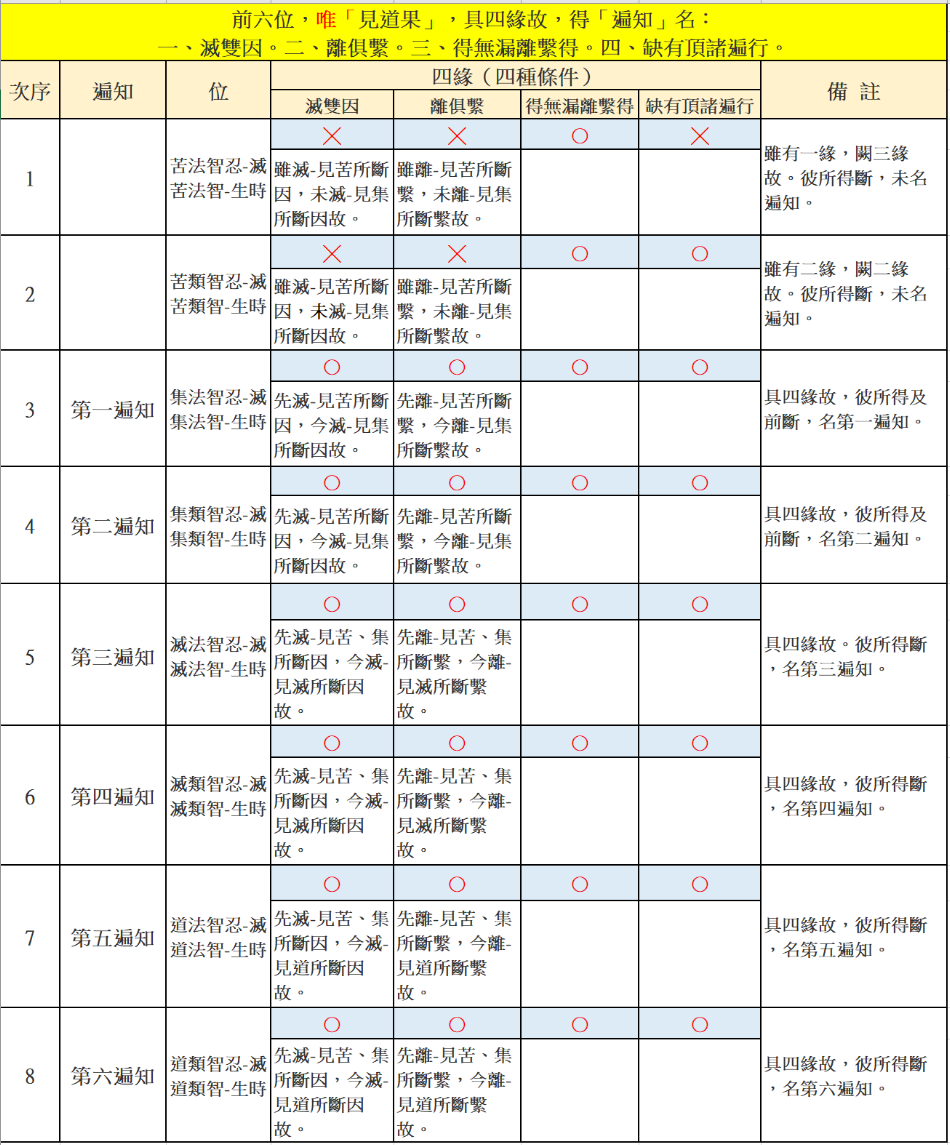 前六位，唯「見道果」，具四緣故，得「遍知」名：
一、滅雙因。二、離俱繫。三、得無漏離繫得。四、缺有頂諸遍行。
次序
遍知
位
四緣（四種條件）
備 註
滅雙因
離俱繫
得無漏離繫得
缺有頂諸遍行
1
苦法智忍-滅
苦法智-生時
╳
╳
○
╳
雖滅-見苦所斷
因，未滅-見集
所斷因故。
雖離-見苦所斷
繫，未離-見集
所斷繫故。
雖有一緣，闕三緣
故。彼所得斷，未名
遍知。
2
苦類智忍-滅
苦類智-生時
╳
╳
○
○
雖滅-見苦所斷
因，未滅-見集
所斷因故。
雖離-見苦所斷
繫，未離-見集
所斷繫故。
雖有二緣，闕二緣
故。彼所得斷，未名
遍知。
3
第一遍知
集法智忍-滅
集法智-生時
○
○
○
○
先滅-見苦所斷
因，今滅-見集
所斷因故。
先離-見苦所斷
繫，今離-見集
所斷繫故。
具四緣故，彼所得及
前斷，名第一遍知。
4
第二遍知
集類智忍-滅
集類智-生時
○
○
○
○
先滅-見苦所斷
因，今滅-見集
所斷因故。
先離-見苦所斷
繫，今離-見集
所斷繫故。
具四緣故，彼所得及
前斷，名第二遍知。
5
第三遍知
滅法智忍-滅
滅法智-生時
○
○
○
○
先滅-見苦、集
所斷因，今滅-
見滅所斷因
故。
先離-見苦、集
所斷繫，今離-
見滅所斷繫
故。
具四緣故。彼所得斷
，名第三遍知。
6
第四遍知
滅類智忍-滅
滅類智-生時
○
○
○
○
先滅-見苦、集
所斷因，今滅-
見滅所斷因
故。
先離-見苦、集
所斷繫，今離-
見滅所斷繫
故。
具四緣故，彼所得斷
，名第四遍知。
7
第五遍知
道法智忍-滅
道法智-生時
○
○
○
○
先滅-見苦、集
所斷因，今滅-
見道所斷因
故。
先離-見苦、集
所斷繫，今離-
見道所斷繫
故。
具四緣故，彼所得斷
，名第五遍知。
8
第六遍知
道類智忍-滅
道類智-生時
○
○
○
○
先滅-見苦、集
所斷因，今滅-
見道所斷因
故。
先離-見苦、集
所斷繫，今離-
見道所斷繫
故。
具四緣故，彼所得斷
，名第六遍知。